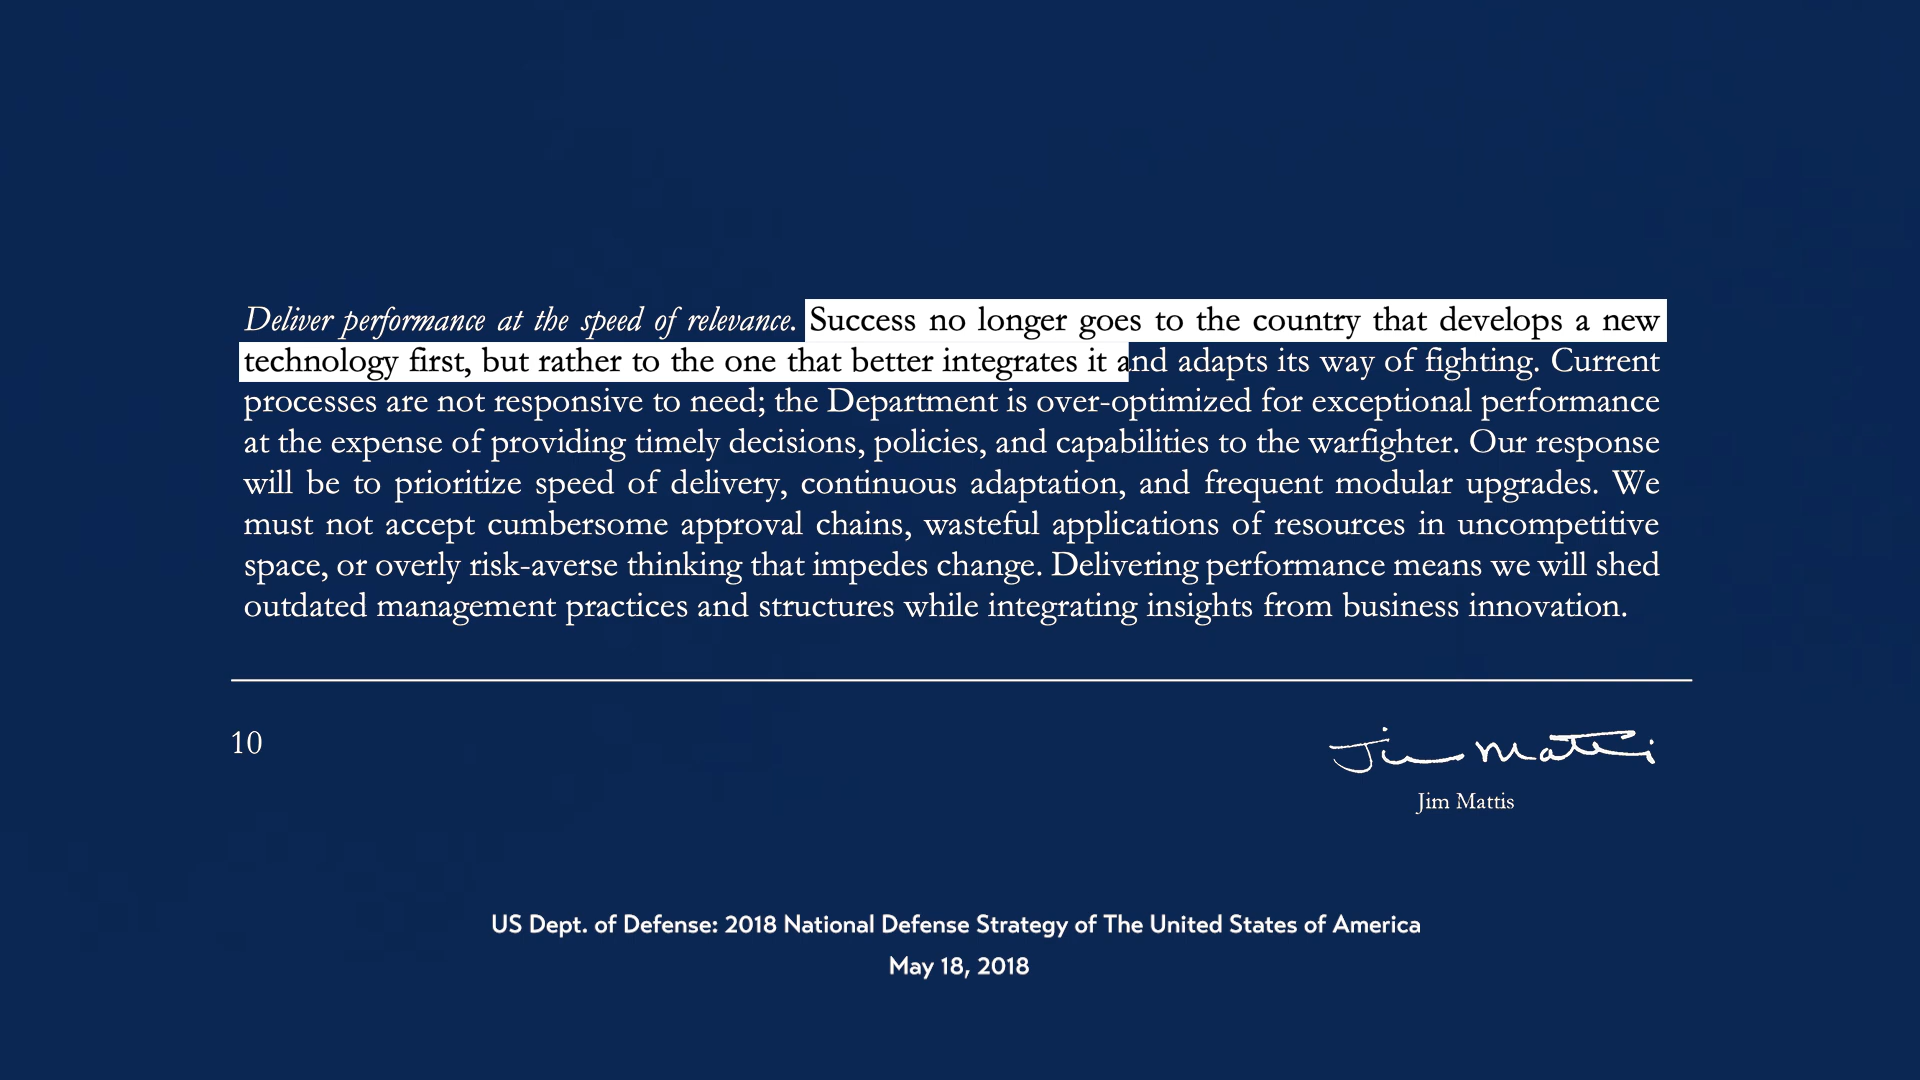 Deliver performance at the speed of relevance. Success no longer goes to the country that develops a new
technology first, but rather to the one that better integrates it and adapts its way of fighting. Current
processes are not responsive to need; the Department is over-optimized for exceptional performance
at the expense of providing timely decisions, policies, and capabilities to the warfighter. Our response
will be to prioritize speed of delivery, continuous adaptation, and frequent modular upgrades. We
must not accept cumbersome approval chains, wasteful applications of resources in uncompetitive
space, or overly risk-averse thinking that impedes change. Delivering performance means we will shed
outdated management practices and structures while integrating insights from business innovation.
10
Jim Mattis
Jim Mattis
US Dept. of Defense: 2018 National Defense Strategy of The United States of America
May 18, 2018